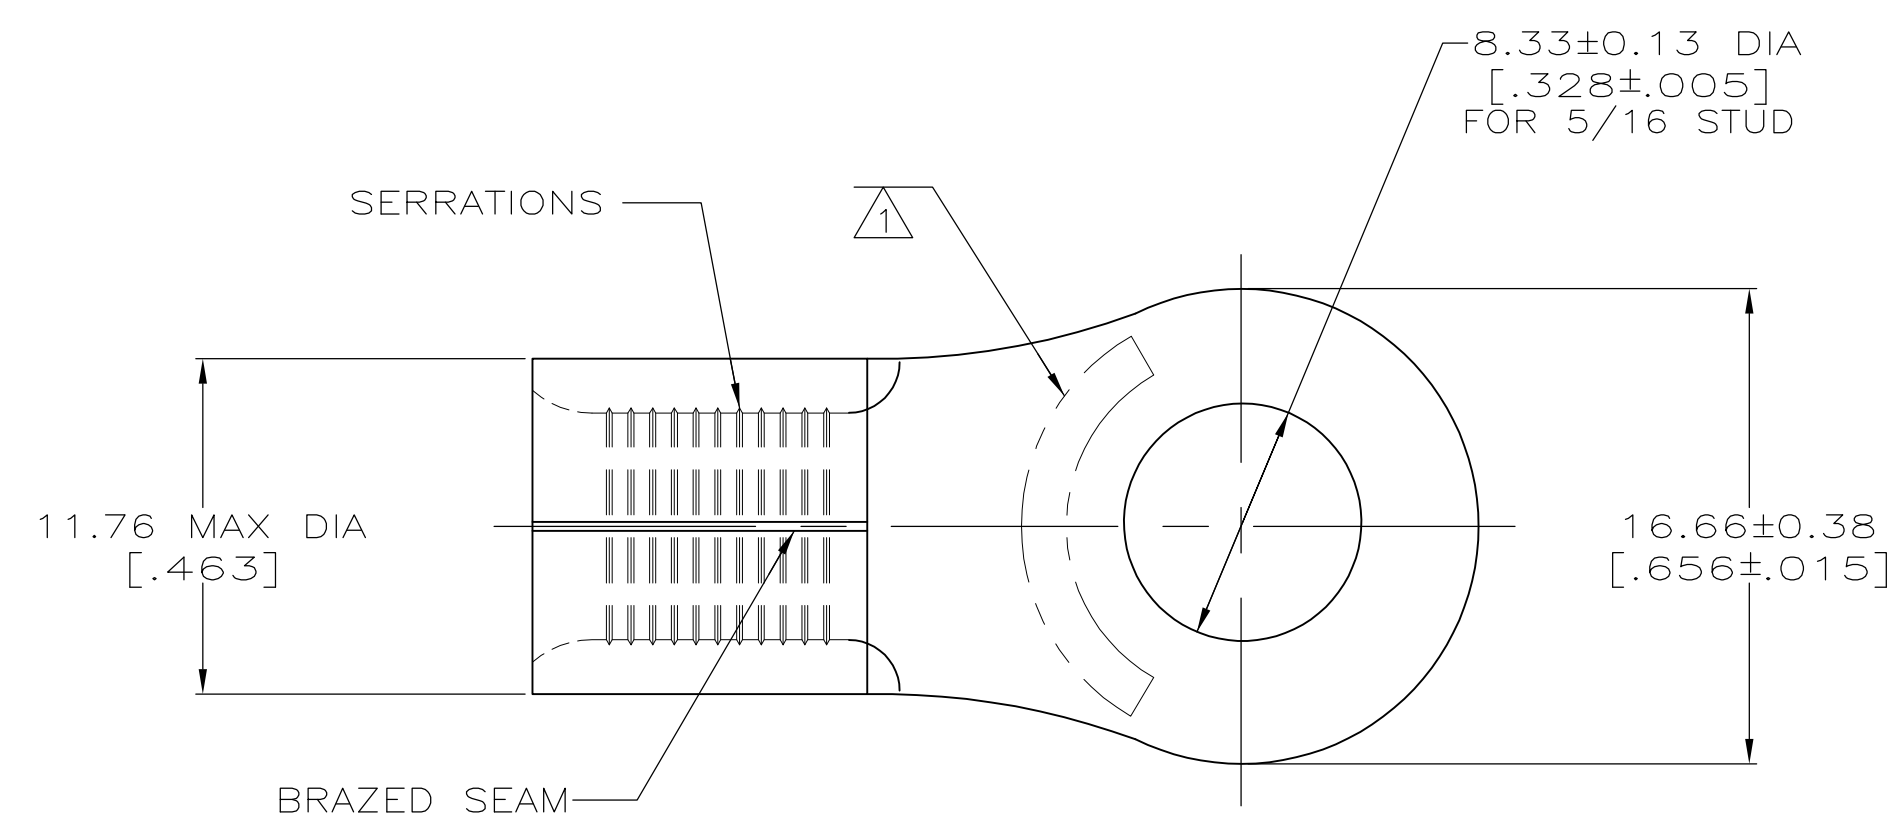 8.33±0.13 DIA
[.328±.005]
FOR 5/16 STUD
SERRATIONS
1
11.76 MAX DIA
[.463]
16.66±0.38
[.656±.015]
BRAZED SEAM